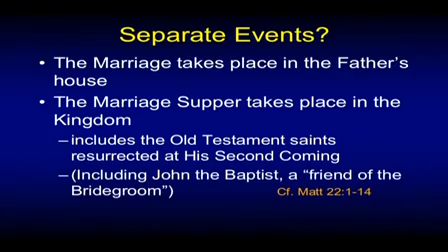 Separate Events?
• The Marriage takes place in the Father's
house
• The Marriage Supper takes place in the
Kingdom
–includes the Old Testament saints
resurrected at His Second Coming
–(Including John the Baptist, a "friend of the
Bridegroom") Cf. Matt 22:1-14